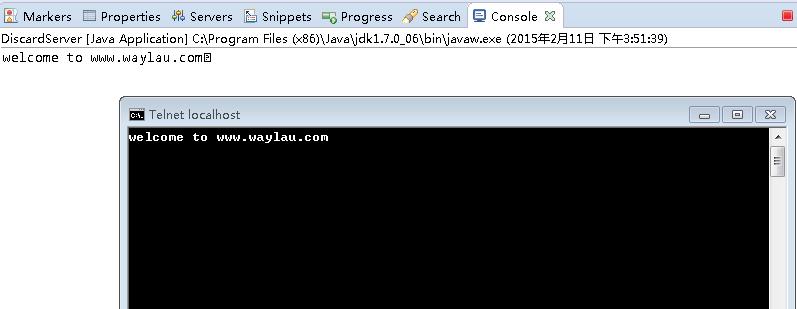 Markers Properties Servers Snippets Progress Search Console
DiscardServer [Java Application] C:\Program Files (x86)\Java\jdk1.7.0_06\bin\javaw.exe (2015年2月11日 下午3:51:39)
welcome to www.waylau.com
Telnet localhost
welcome to www.waylau.com